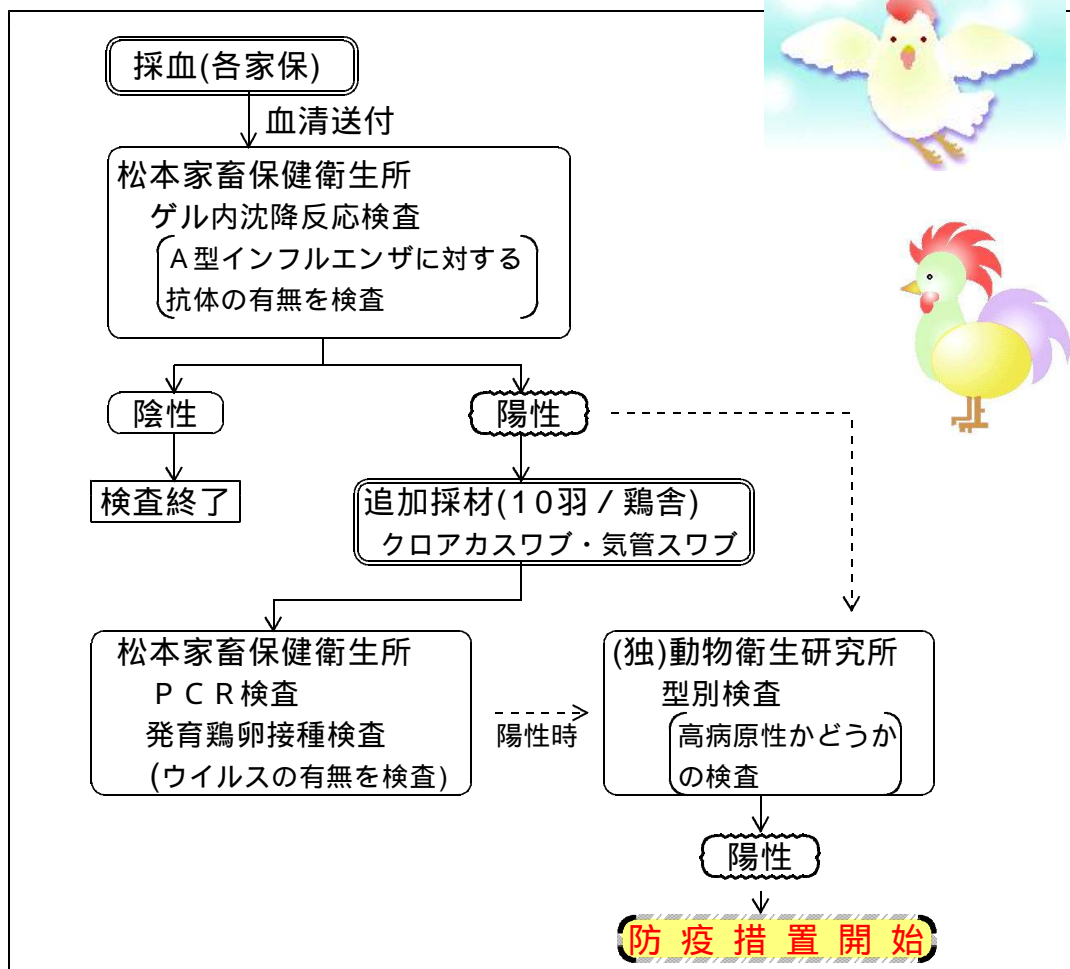 採血(各家保)
血清送付
松本家畜保健衛生所
ゲル内沈降反応検査
A型インフルエンザに対する
抗体の有無を検査
陰性
陽性
検査終了
追加採材(10羽/鶏舎)
クロアカスワブ・気管スワブ
松本家畜保健衛生所
PCR検査
発育鶏卵接種検査
(ウイルスの有無を検査)
陽性時
(独)動物衛生研究所
型別検査
高病原性かどうか
の検査
陽性
防疫措置開始